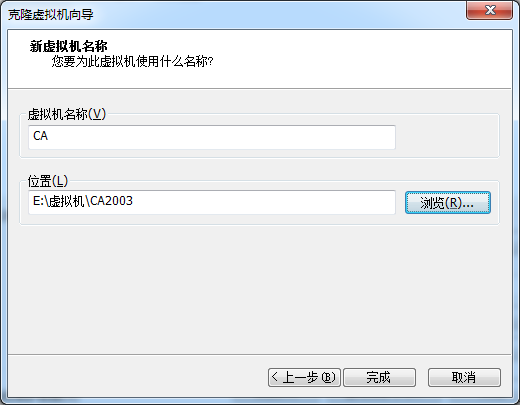 克隆虚拟机向导
新虚拟机名称
您要为此虚拟机使用什么名称?
虚拟机名称(V)
CA
位置(L)
E:\虚拟机\CA2003
浏览(R)...
< 上一步(B)
完成
取消